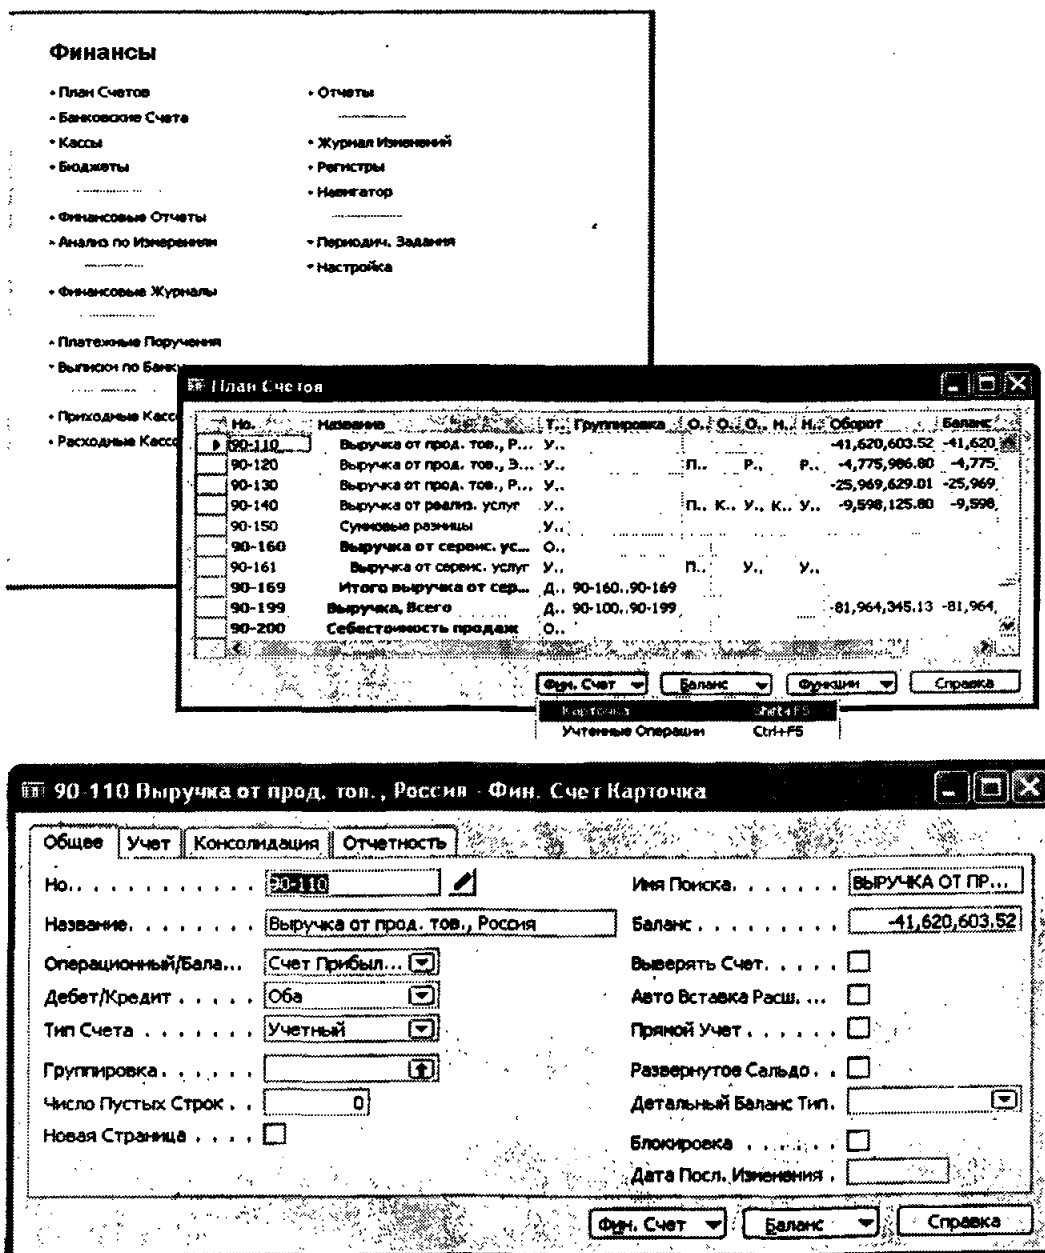 Финансы
План Счетов
Банковские Счета
Кассы
Бюджеты
Финансовые Отчеты
Анализ по Измерениям
Финансовые Журналы
Платежные Поручения
Выписки по Банку
Приходные Кассо
Расходные Кассо
Отчеты
Журнал Изменений
Регистры
Навигатор
Периодич. Задания
Настройка
План Счетов
Но. Название Т.. Группировка О.. О.. О.. Н.. Н.. Оборот Баланс
90-110 Выручка от прод. тов., Р... У.. -41,620,603.52 -41,620
90-120 Выручка от прод. тов., Э... У.. П.. Р.. Р.. -4,775,986.80 -4,775
90-130 Выручка от прод. тов., Р... У.. -25,969,629.01 -25,969
90-140 Выручка от реализ. услуг У.. П.. К.. У.. К.. У.. -9,598,125.80 -9,598
90-150 Суммовые разницы У..
90-160 Выручка от сервис. ус... О..
90-161 Выручка от сервис. услуг У.. П.. У.. У..
90-169 Итого выручка от сер... Д.. 90-160..90-169
90-199 Выручка, Всего Д.. 90-100..90-199 -81,964,345.13 -81,964
90-200 Себестоимость продаж О..
Фин. Счет Баланс Функции Справка
Карточка Shift+F5
Учтенные Операции Ctrl+F5
90-110 Выручка от прод. тов., Россия - Фин. Счет Карточка
Общее Учет Консолидация Отчетность
Но. . . . . . . . . . . . . 90-110
Название. . . . . . . . Выручка от прод. тов., Россия
Операционный/Бала... Счет Прибыл...
Дебет/Кредит . . . . . Оба
Тип Счета . . . . . . . Учетный
Группировка. . . . . .
Число Пустых Строк . . 0
Новая Страница . . . .
Имя Поиска. . . . . . . ВЫРУЧКА ОТ ПР...
Баланс . . . . . . . . . -41,620,603.52
Выверять Счет. . . . .
Авто Вставка Расш. ...
Прямой Учет . . . . . .
Развернутое Сальдо . .
Детальный Баланс Тип.
Блокировка . . . . . .
Дата Посл. Изменения .
Фин. Счет Баланс Справка